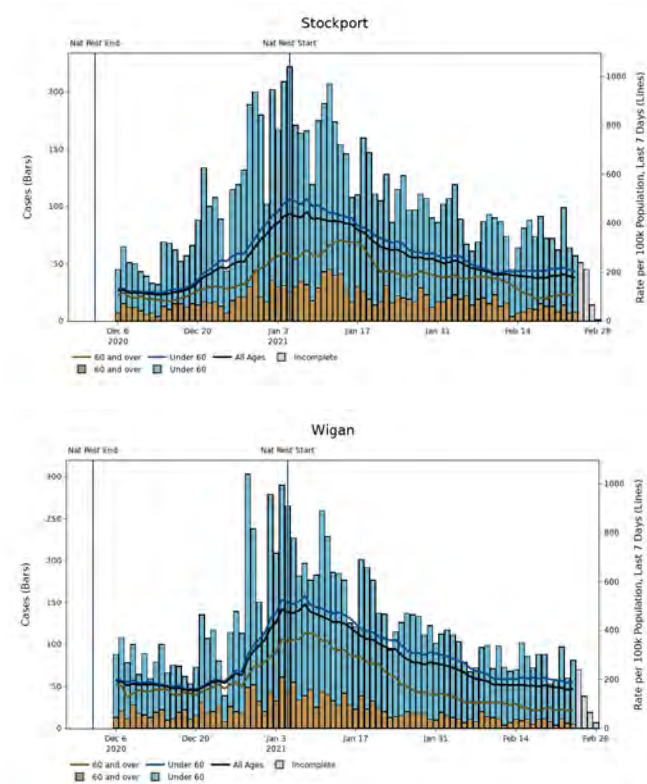 Stockport
Nat Rest End
Nat Rest Start
200
150
100
50
0
Cases (Bars)
1000
800
600
400
200
0
Rate per 100k Population, Last 7 Days (Lines)
Dec 6
2020
Dec 20
Jan 3
2021
Jan 17
Jan 31
Feb 14
Feb 28
60 and over
Under 60
All Ages
Incomplete
60 and over
Under 60
Wigan
Nat Rest End
Nat Rest Start
300
250
200
150
100
50
0
Cases (Bars)
1000
800
600
400
200
0
Rate per 100k Population, Last 7 Days (Lines)
Dec 6
2020
Dec 20
Jan 3
2021
Jan 17
Jan 31
Feb 14
Feb 28
60 and over
Under 60
All Ages
Incomplete
60 and over
Under 60